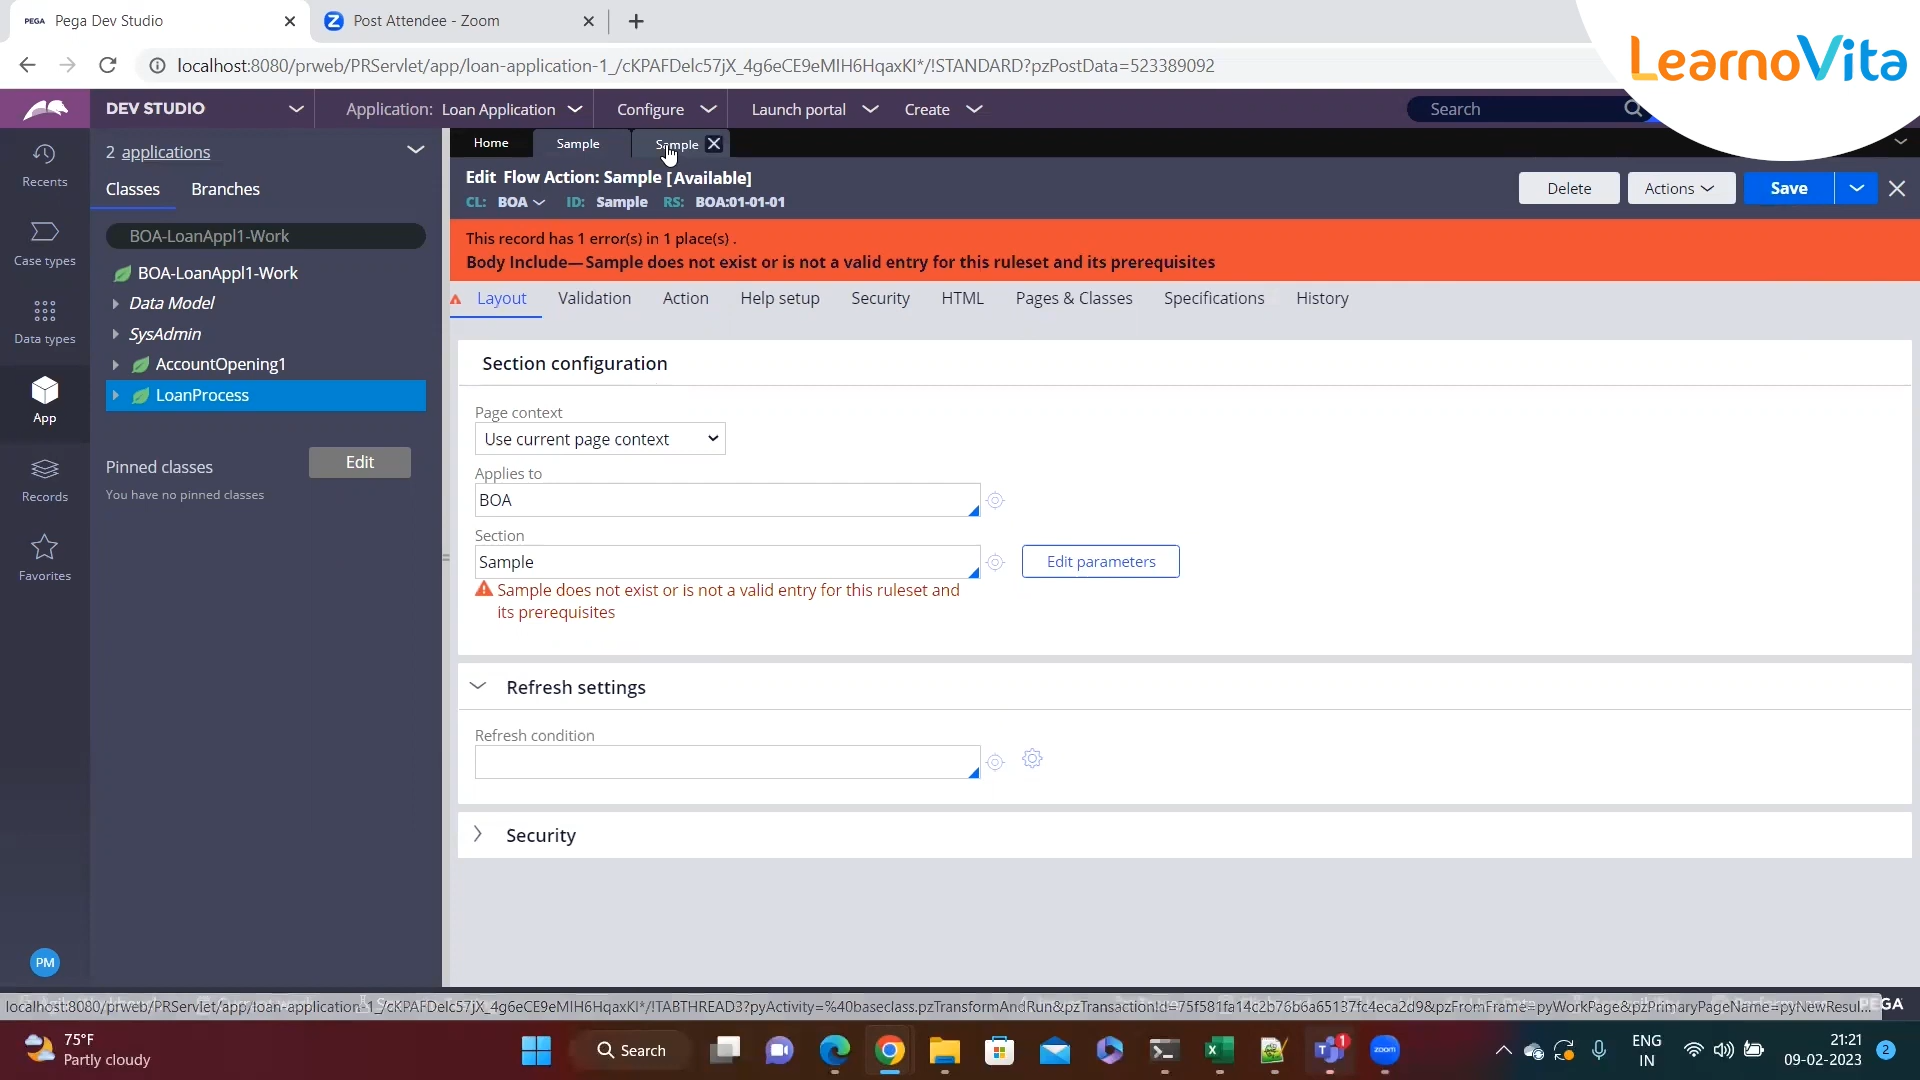 PEGA Pega Dev Studio
Post Attendee - Zoom
localhost:8080/prweb/PRServlet/app/loan-application-1_/cKPAFDelc57jX_4g6eCE9eMIH6HqaxKI*/!STANDARD?pzPostData=523389092
LearnoVita
DEV STUDIO
Application: Loan Application
Configure
Launch portal
Create
Search
Recents
Case types
Data types
App
Records
Favorites
PM
2 applications
Classes Branches
BOA-LoanAppl1-Work
BOA-LoanAppl1-Work
Data Model
SysAdmin
AccountOpening1
LoanProcess
Pinned classes
Edit
You have no pinned classes
Home Sample Sample
Edit Flow Action: Sample [Available]
CL: BOA ID: Sample RS: BOA:01-01-01
Delete Actions Save
This record has 1 error(s) in 1 place(s) .
Body Include— Sample does not exist or is not a valid entry for this ruleset and its prerequisites
Layout Validation Action Help setup Security HTML Pages & Classes Specifications History
Section configuration
Page context
Use current page context
Applies to
BOA
Section
Sample
Edit parameters
Sample does not exist or is not a valid entry for this ruleset and
its prerequisites
Refresh settings
Refresh condition
Security
PEGA
75°F
Partly cloudy
Search
1
zoom
ENG
IN
21:21
09-02-2023
2